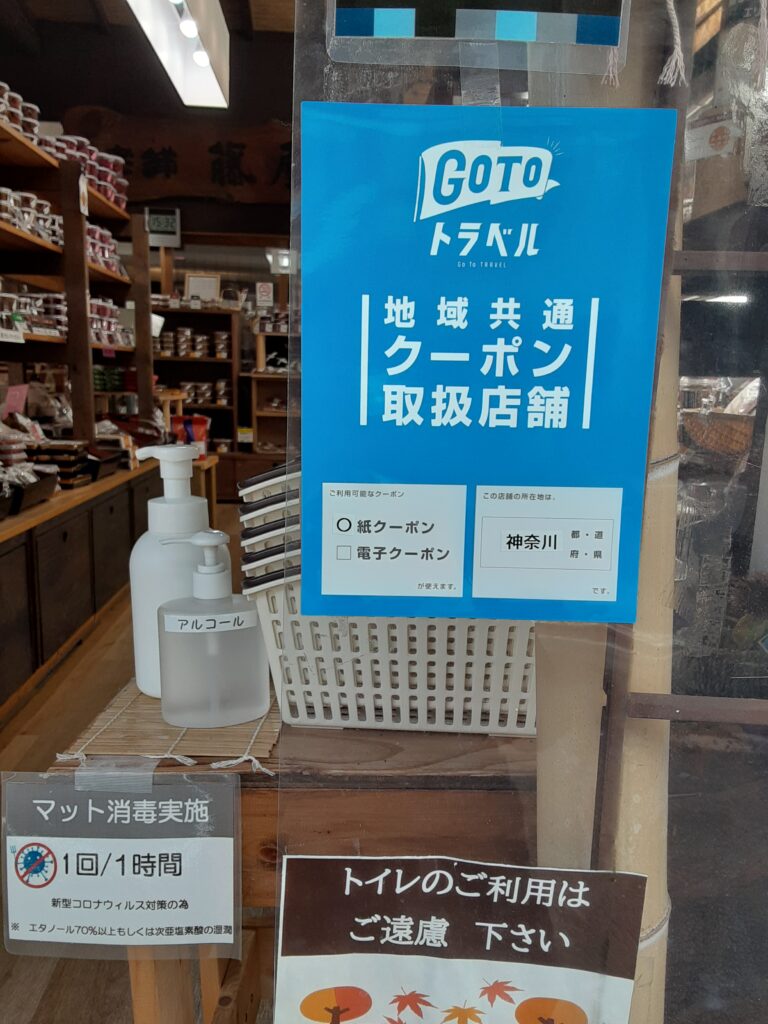 15:32
GOTO
トラベル
Go To TRAVEL
地域共通
クーポン
取扱店舗
ご利用可能なクーポン
○紙クーポン
□電子クーポン
が使えます。
この店舗の所在地は、
神奈川 都・道
府・県
です。
アルコール
マット消毒実施
1回/1時間
新型コロナウィルス対策の為
※ エタノール70%以上もしくは次亜塩素酸の湿潤
トイレのご利用は
ご遠慮 下さい